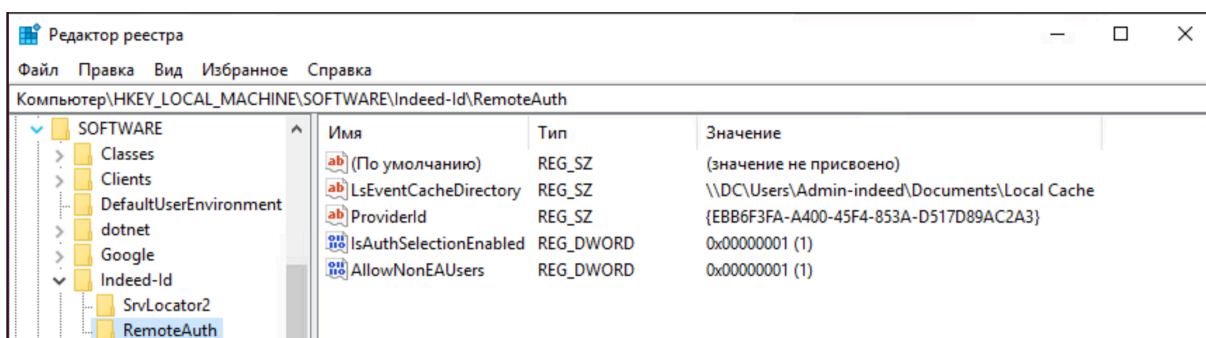 Редактор реестра
Файл Правка Вид Избранное Справка
Компьютер\HKEY_LOCAL_MACHINE\SOFTWARE\Indeed-Id\RemoteAuth
SOFTWARE
Classes
Clients
DefaultUserEnvironment
dotnet
Google
Indeed-Id
SrvLocator2
RemoteAuth
Имя Тип Значение
(По умолчанию) REG_SZ (значение не присвоено)
LsEventCacheDirectory REG_SZ \\DC\Users\Admin-indeed\Documents\Local Cache
ProviderId REG_SZ {EBB6F3FA-A400-45F4-853A-D517D89AC2A3}
IsAuthSelectionEnabled REG_DWORD 0x00000001 (1)
AllowNonEAUsers REG_DWORD 0x00000001 (1)